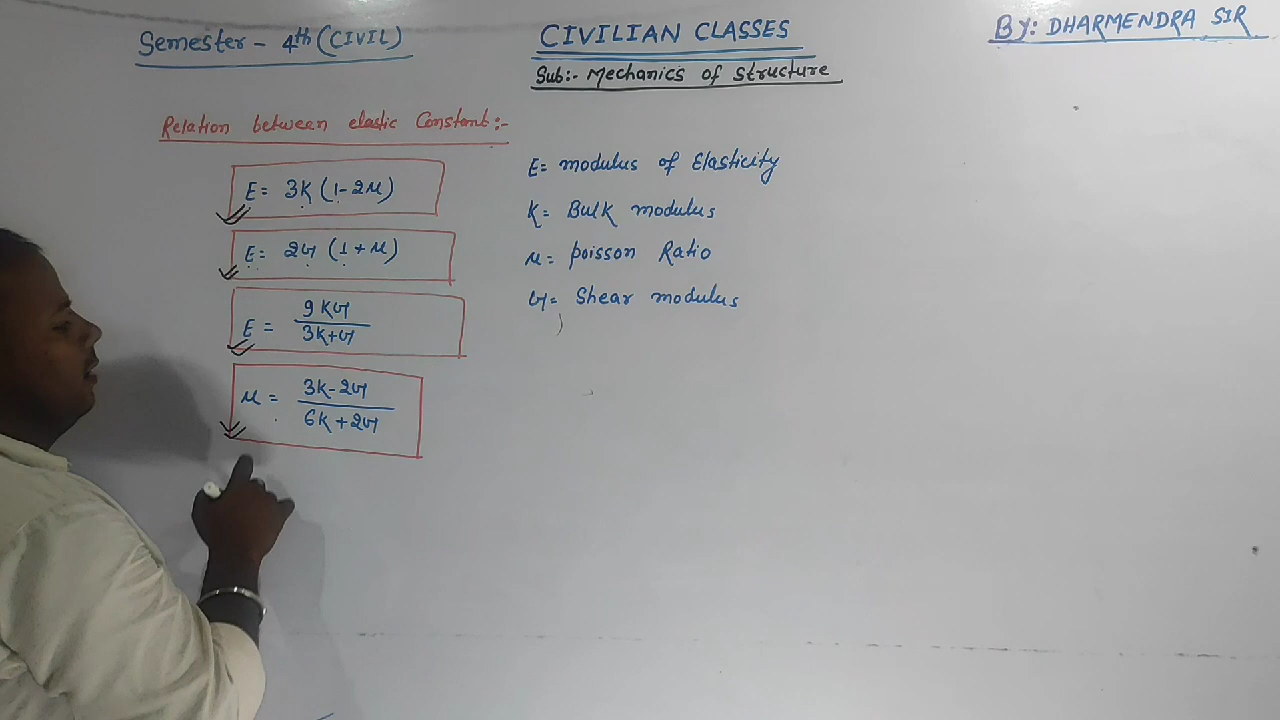 Semester - 4th (CIVIL)
CIVILIAN CLASSES
BY: DHARMENDRA SIR
Sub:- Mechanics of Structure
Relation between elastic Constant:-
E = 3K (1-2μ)
E = 2G (1+μ)
E = 9KG / 3K+G
μ = 3K-2G / 6K+2G
E = modulus of Elasticity
K = Bulk modulus
μ = poisson Ratio
G = Shear modulus